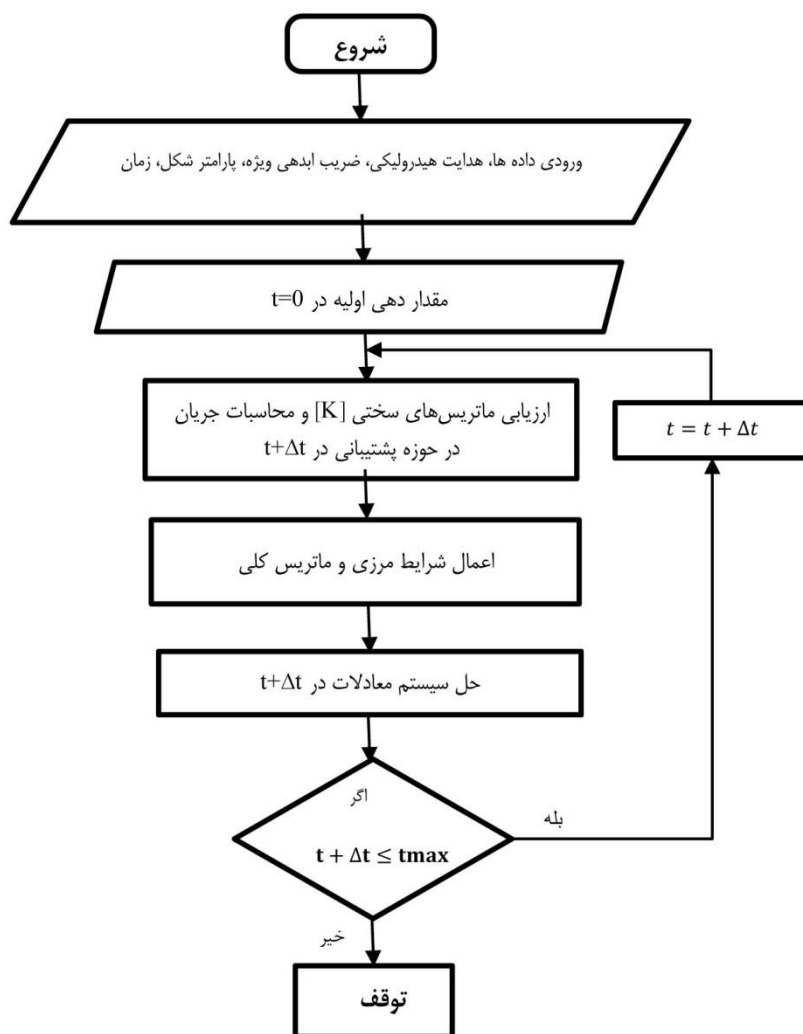 شروع
ورودی داده ها، هدایت هیدرولیکی، ضریب ابدهی ویژه، پارامتر شکل، زمان
مقدار دهی اولیه در t=0
ارزیابی ماتریس‌های سختی [K] و محاسبات جریان
در حوزه پشتیبانی در t+Δt
t = t + Δt
اعمال شرایط مرزی و ماتریس کلی
حل سیستم معادلات در t+Δt
اگر
t + Δt ≤ tmax
بله
خیر
توقف